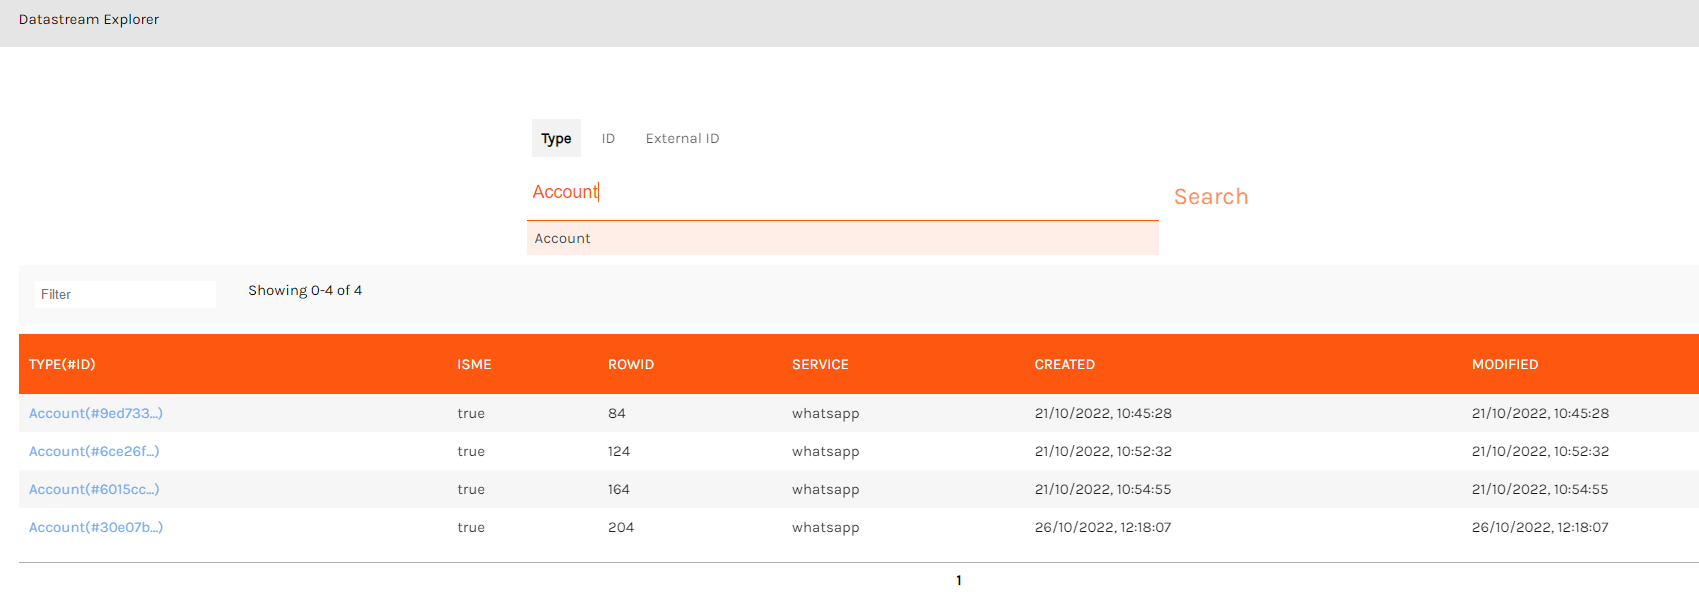 Datastream Explorer
Type ID External ID
Account
Search
Account
Filter Showing 0-4 of 4
TYPE(#ID) ISME ROWID SERVICE CREATED MODIFIED
Account(#9ed733...) true 84 whatsapp 21/10/2022, 10:45:28 21/10/2022, 10:45:28
Account(#6ce26f...) true 124 whatsapp 21/10/2022, 10:52:32 21/10/2022, 10:52:32
Account(#6015cc...) true 164 whatsapp 21/10/2022, 10:54:55 21/10/2022, 10:54:55
Account(#30e07b...) true 204 whatsapp 26/10/2022, 12:18:07 26/10/2022, 12:18:07
1